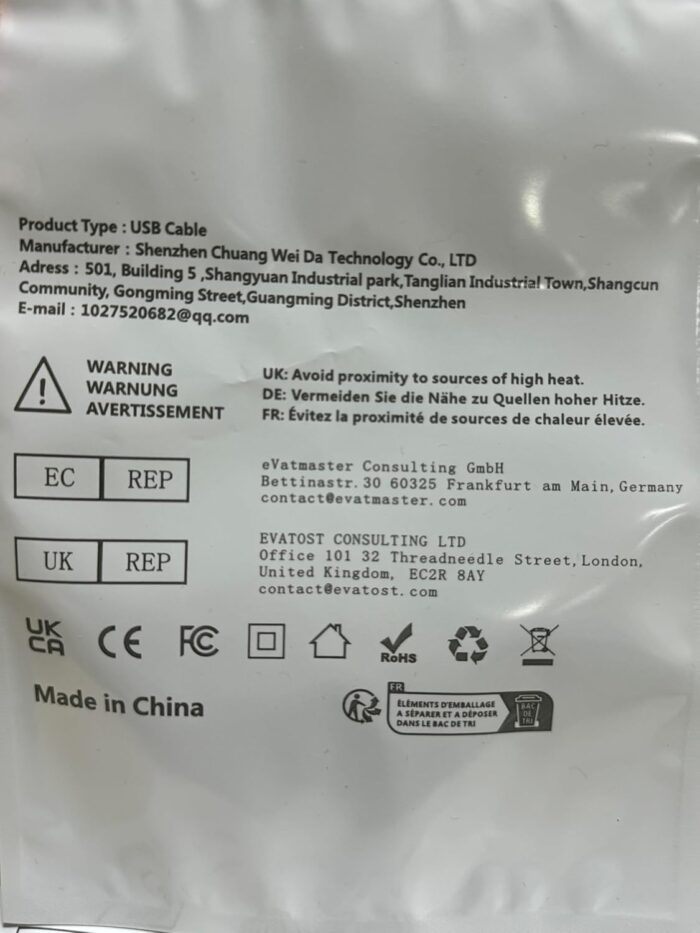 Product Type : USB Cable
Manufacturer : Shenzhen Chuang Wei Da Technology Co., LTD
Adress : 501, Building 5 ,Shangyuan Industrial park,Tanglian Industrial Town,Shangcun
Community, Gongming Street,Guangming District,Shenzhen
E-mail : 1027520682@qq.com
WARNING
WARNUNG
AVERTISSEMENT
UK: Avoid proximity to sources of high heat.
DE: Vermeiden Sie die Nähe zu Quellen hoher Hitze.
FR: Évitez la proximité de sources de chaleur élevée.
EC REP
eVatmaster Consulting GmbH
Bettinastr. 30 60325 Frankfurt am Main, Germany
contact@evatmaster.com
UK REP
EVATOST CONSULTING LTD
Office 101 32 Threadneedle Street, London,
United Kingdom, EC2R 8AY
contact@evatost.com
UK
CA
CE FC
RoHS
Made in China
FR
ÉLÉMENTS D'EMBALLAGE
A SÉPARER ET A DÉPOSER
DANS LE BAC DE TRI
BAC
DE
TRI